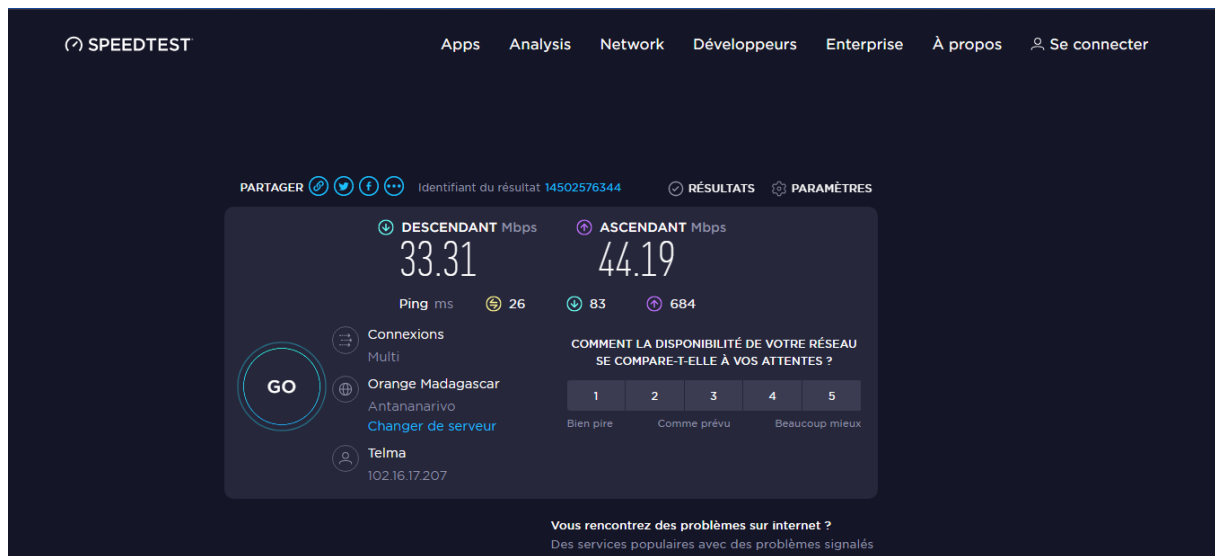 SPEEDTEST Apps Analysis Network Développeurs Enterprise À propos Se connecter
PARTAGER Identifiant du résultat 14502576344 RÉSULTATS PARAMÈTRES
DESCENDANT Mbps ASCENDANT Mbps
33.31 44.19
Ping ms 26 83 684
GO
Connexions
Multi
Orange Madagascar
Antananarivo
Changer de serveur
Telma
102.16.17.207
COMMENT LA DISPONIBILITÉ DE VOTRE RÉSEAU
SE COMPARE-T-ELLE À VOS ATTENTES ?
1 2 3 4 5
Bien pire Comme prévu Beaucoup mieux
Vous rencontrez des problèmes sur internet ?
Des services populaires avec des problèmes signalés